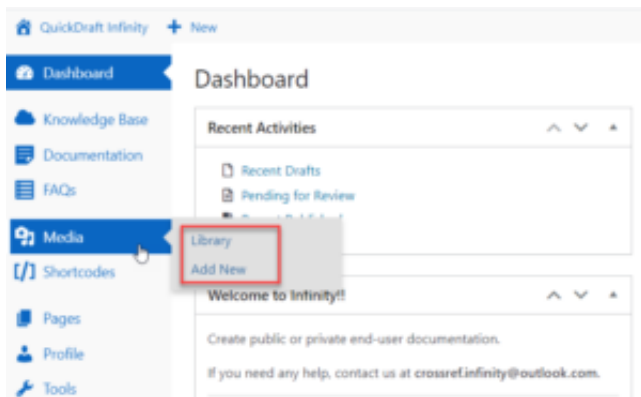 QuickDraft Infinity New
Dashboard
Knowledge Base
Documentation
FAQs
Media
Shortcodes
Pages
Profile
Tools
Dashboard
Recent Activities
Recent Drafts
Pending for Review
Library
Add New
Welcome to Infinity!!
Create public or private end-user documentation.
If you need any help, contact us at crossref.infinity@outlook.com.